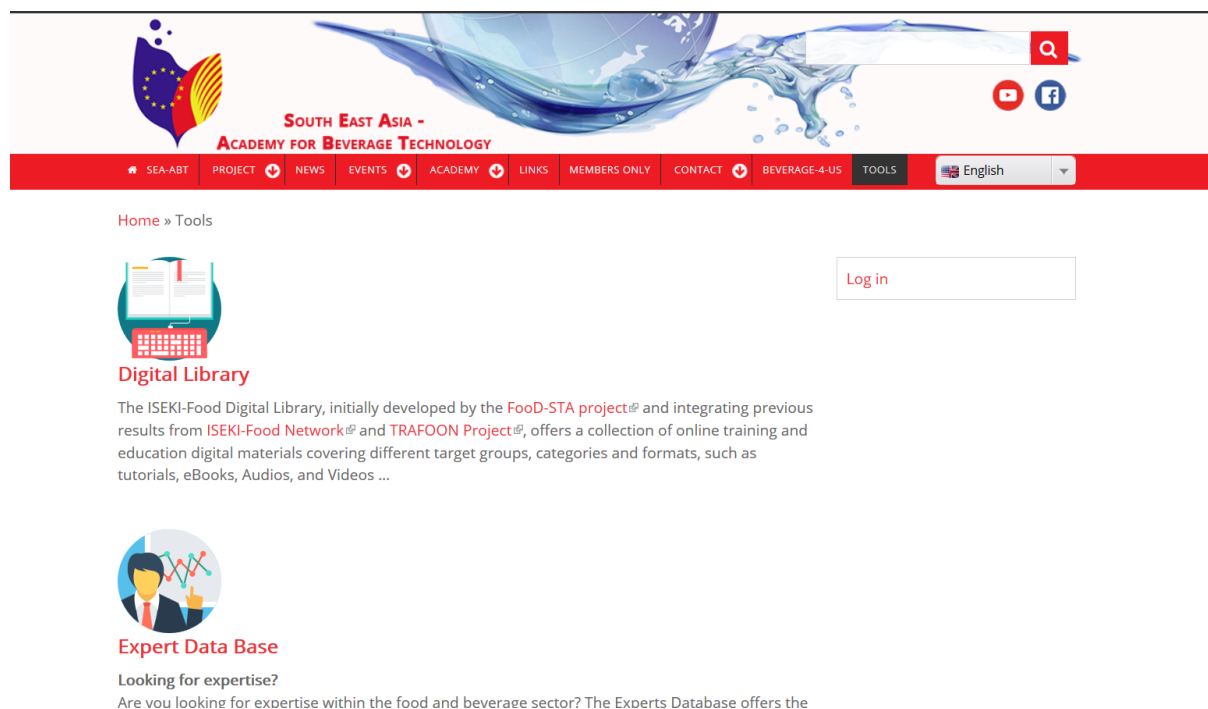 SOUTH EAST ASIA -
ACADEMY FOR BEVERAGE TECHNOLOGY
SEA-ABT PROJECT NEWS EVENTS ACADEMY LINKS MEMBERS ONLY CONTACT BEVERAGE-4-US TOOLS English
Home » Tools
Log in
Digital Library
The ISEKI-Food Digital Library, initially developed by the FooD-STA project and integrating previous
results from ISEKI-Food Network and TRAFOON Project, offers a collection of online training and
education digital materials covering different target groups, categories and formats, such as
tutorials, eBooks, Audios, and Videos ...
Expert Data Base
Looking for expertise?
Are you looking for expertise within the food and beverage sector? The Experts Database offers the